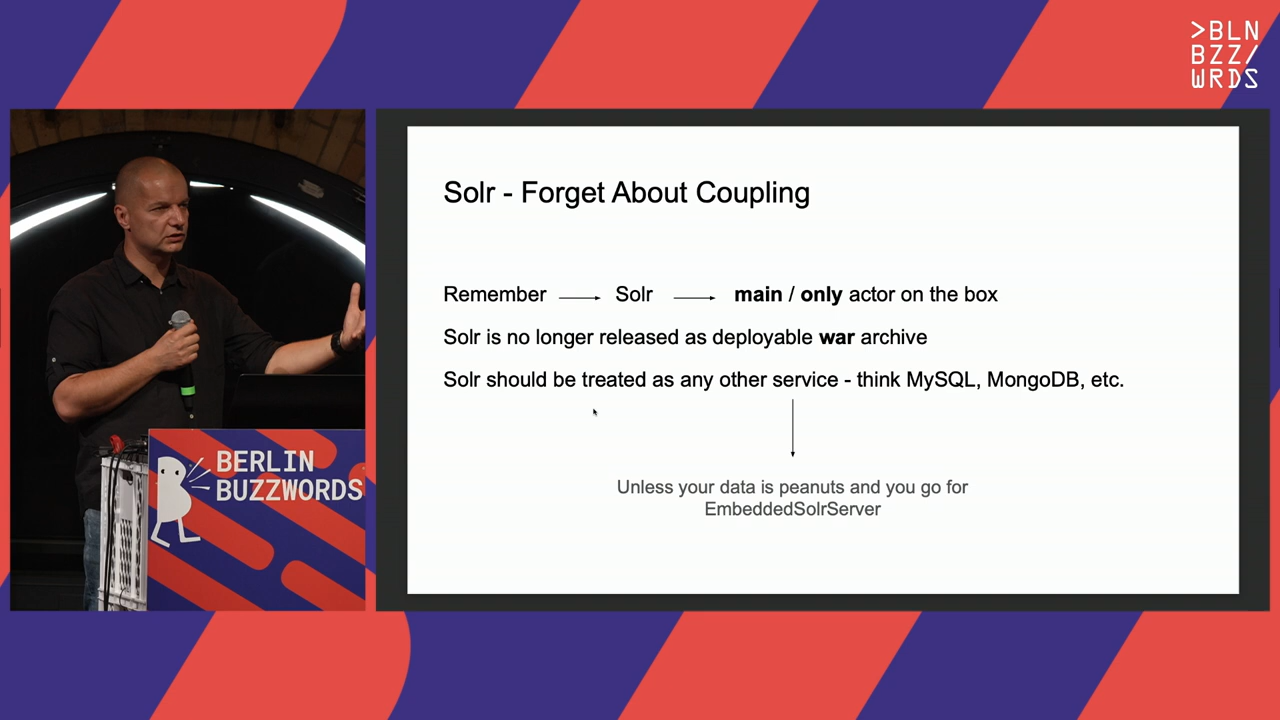 >BLN
BZZ/
WRDS
Solr - Forget About Coupling
Remember → Solr → main / only actor on the box
Solr is no longer released as deployable war archive
Solr should be treated as any other service - think MySQL, MongoDB, etc.
Unless your data is peanuts and you go for
EmbeddedSolrServer
BERLIN
BUZZWORDS